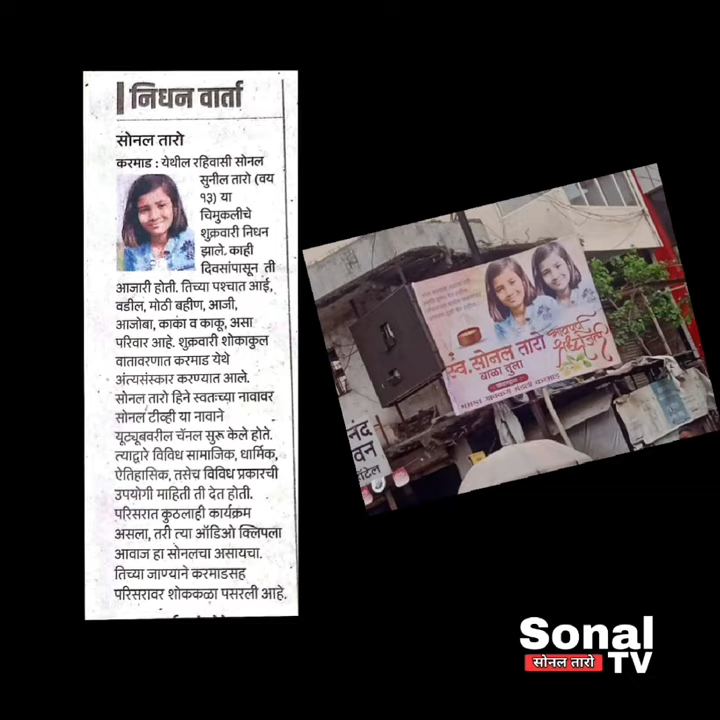 निधन वार्ता
सोनल तारो
करमाड : येथील रहिवासी सोनल
सुनील तारो (वय
१३) या
चिमुकलीचे
शुक्रवारी निधन
झाले. काही
दिवसांपासून ती
आजारी होती. तिच्या पश्चात आई,
वडील, मोठी बहीण, आजी,
आजोबा, काका व काकू, असा
परिवार आहे. शुक्रवारी शोकाकुल
वातावरणात करमाड येथे
अंत्यसंस्कार करण्यात आले.
सोनल तारो हिने स्वतःच्या नावावर
सोनल टीव्ही या नावाने
यूट्यूबवरील चॅनल सुरू केले होते.
त्याद्वारे विविध सामाजिक, धार्मिक,
ऐतिहासिक, तसेच विविध प्रकारची
उपयोगी माहिती ती देत होती.
परिसरात कुठलाही कार्यक्रम
असला, तरी त्या ऑडिओ क्लिपला
आवाज हा सोनलचा असायचा.
तिच्या जाण्याने करमाडसह
परिसरावर शोककळा पसरली आहे.
स्व. सोनल तारो
बाळा तुला
भावपूर्ण
श्रद्धांजली
करमाड
नंद
वन
Sonal
सोनल तारो TV